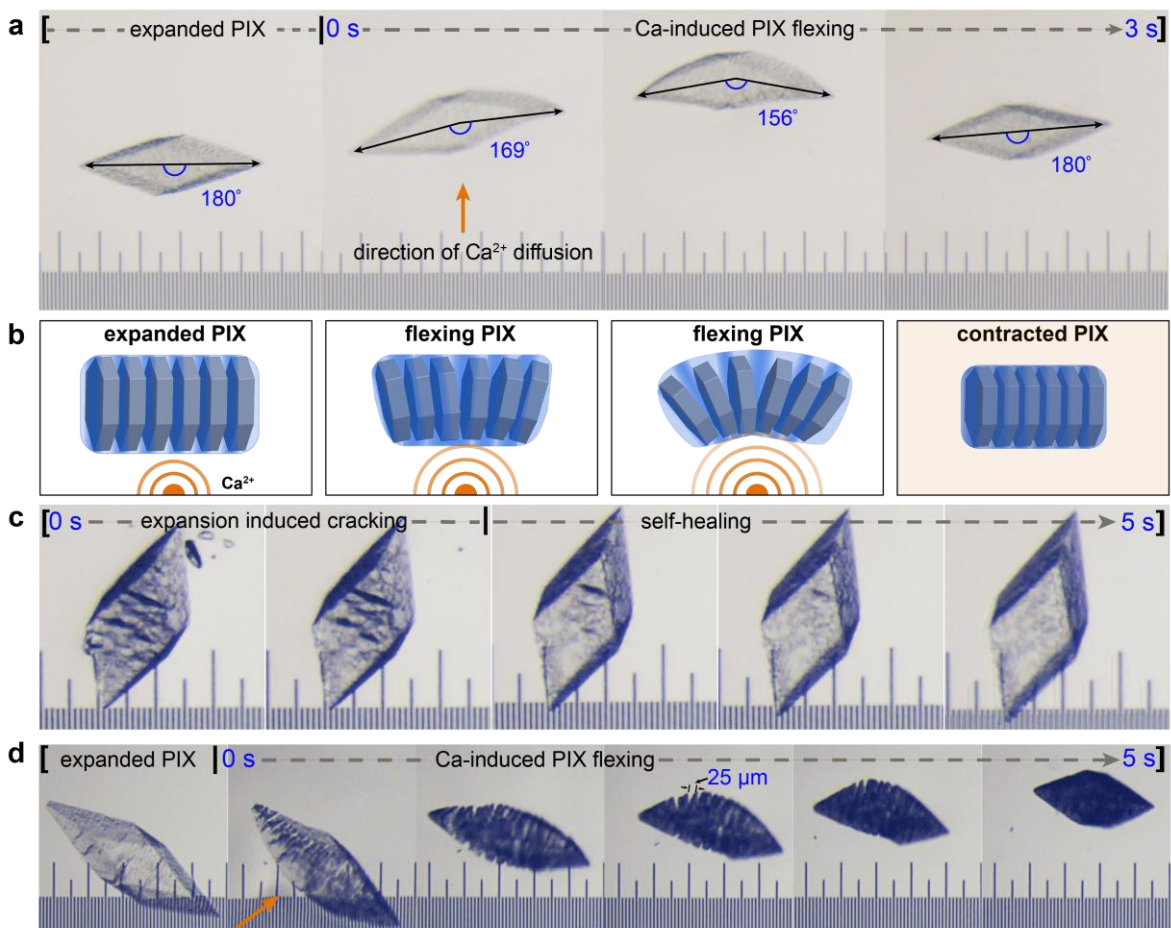 a
[ expanded PIX 0 s Ca-induced PIX flexing 3 s ]
180°
169°
156°
180°
direction of Ca²⁺ diffusion
b
expanded PIX
flexing PIX
flexing PIX
contracted PIX
Ca²⁺
c
[ 0 s expansion induced cracking self-healing 5 s ]
d
[ expanded PIX 0 s Ca-induced PIX flexing 5 s ]
25 µm